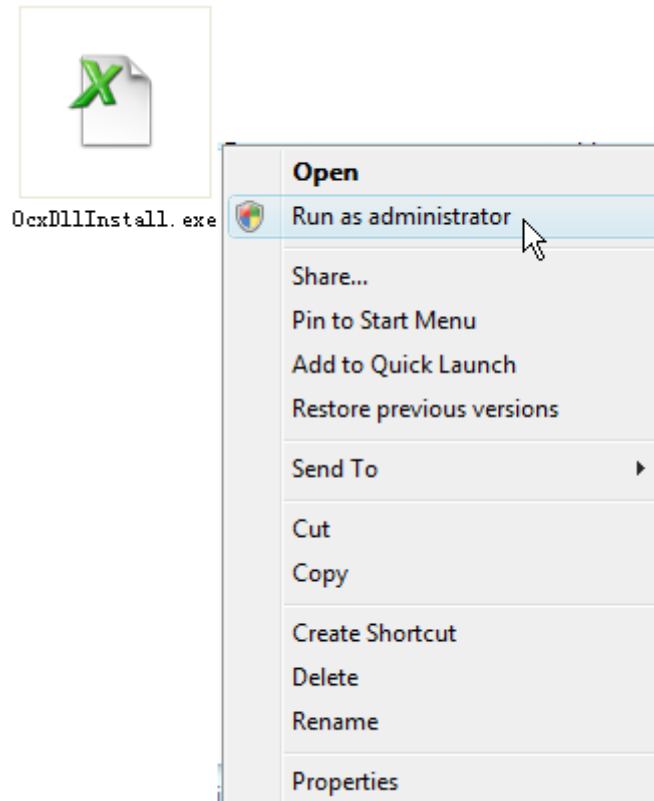 OcxDllInstall.exe
Open
Run as administrator
Share...
Pin to Start Menu
Add to Quick Launch
Restore previous versions
Send To
Cut
Copy
Create Shortcut
Delete
Rename
Properties